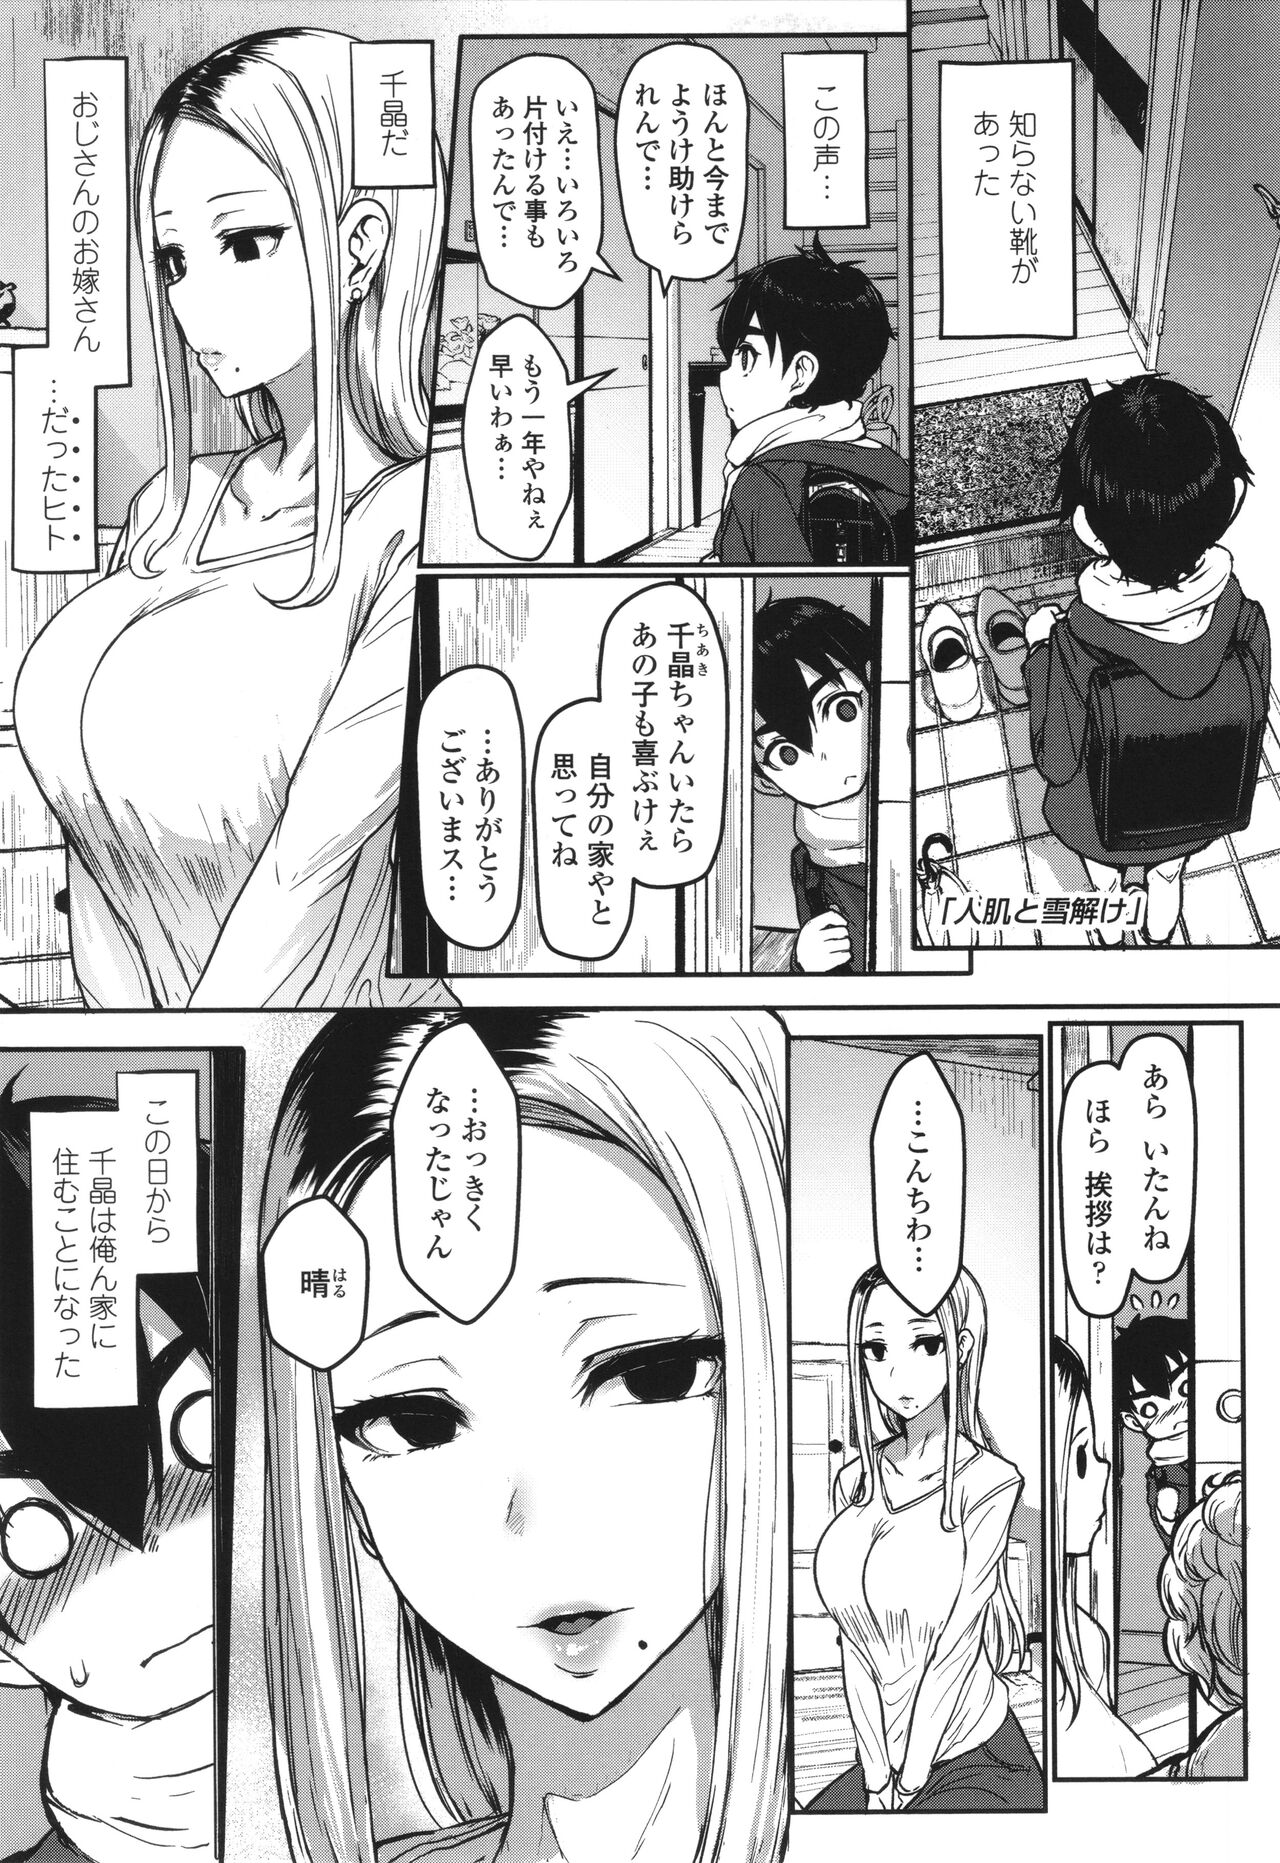 知らない靴が
あった
「人肌と雪解け」
この声…
ほんと今まで
ようけ助けら
れんで…
いえ…いろいろ
片付ける事も
あったんで…
もう一年やねぇ
早いわぁ…
千晶だ
おじさんのお嫁さん
…だったヒト
千晶ちゃんいたら
ちあき
あの子も喜ぶけぇ
自分の家やと
思ってね
…ありがとう
ございまス…
あら いたんね
ほら 挨拶は？
…こんちわ…
…おっきく
なったじゃん
晴
はる
この日から
千晶は俺ん家に
住むことになった